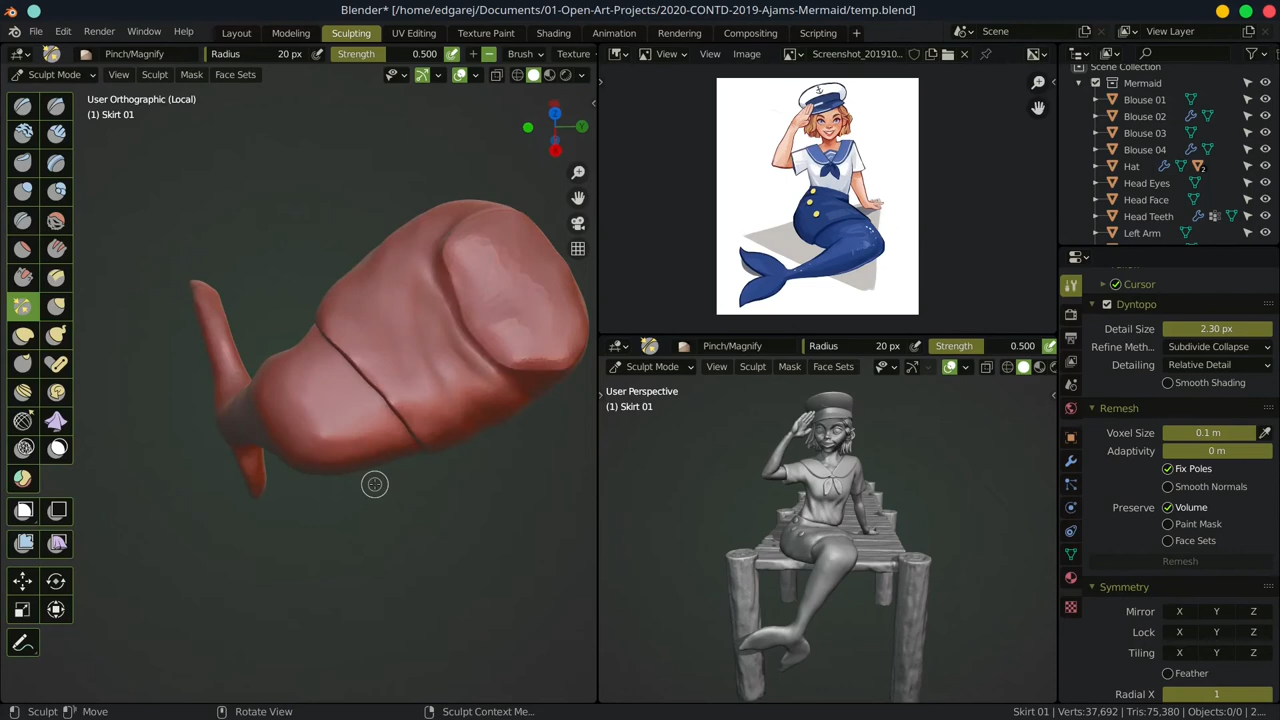 Blender* [/home/edgarej/Documents/01-Open-Art-Projects/2020-CONTD-2019-Ajams-Mermaid/temp.blend]
File Edit Render Window Help Layout Modeling Sculpting UV Editing Texture Paint Shading Animation Rendering Compositing Scripting + Scene View Layer
Pinch/Magnify Radius 20 px Strength 0.500 Brush Texture
Sculpt Mode View Sculpt Mask Face Sets
User Orthographic (Local)
(1) Skirt 01
View View Image Screenshot_201910...
Scene Collection
Mermaid
Blouse 01
Blouse 02
Blouse 03
Blouse 04
Hat 2
Head Eyes
Head Face
Head Teeth
Left Arm
Pinch/Magnify Radius 20 px Strength 0.500
Sculpt Mode View Sculpt Mask Face Sets
User Perspective
(1) Skirt 01
Cursor
Dyntopo
Detail Size 2.30 px
Refine Meth... Subdivide Collapse
Detailing Relative Detail
Smooth Shading
Remesh
Voxel Size 0.1 m
Adaptivity 0 m
Fix Poles
Smooth Normals
Preserve Volume
Paint Mask
Face Sets
Remesh
Symmetry
Mirror X Y Z
Lock X Y Z
Tiling X Y Z
Feather
Radial X 1
Sculpt Move Rotate View Sculpt Context Me... Skirt 01 | Verts:37,692 | Tris:75,380 | Objects:0/0 | 2....